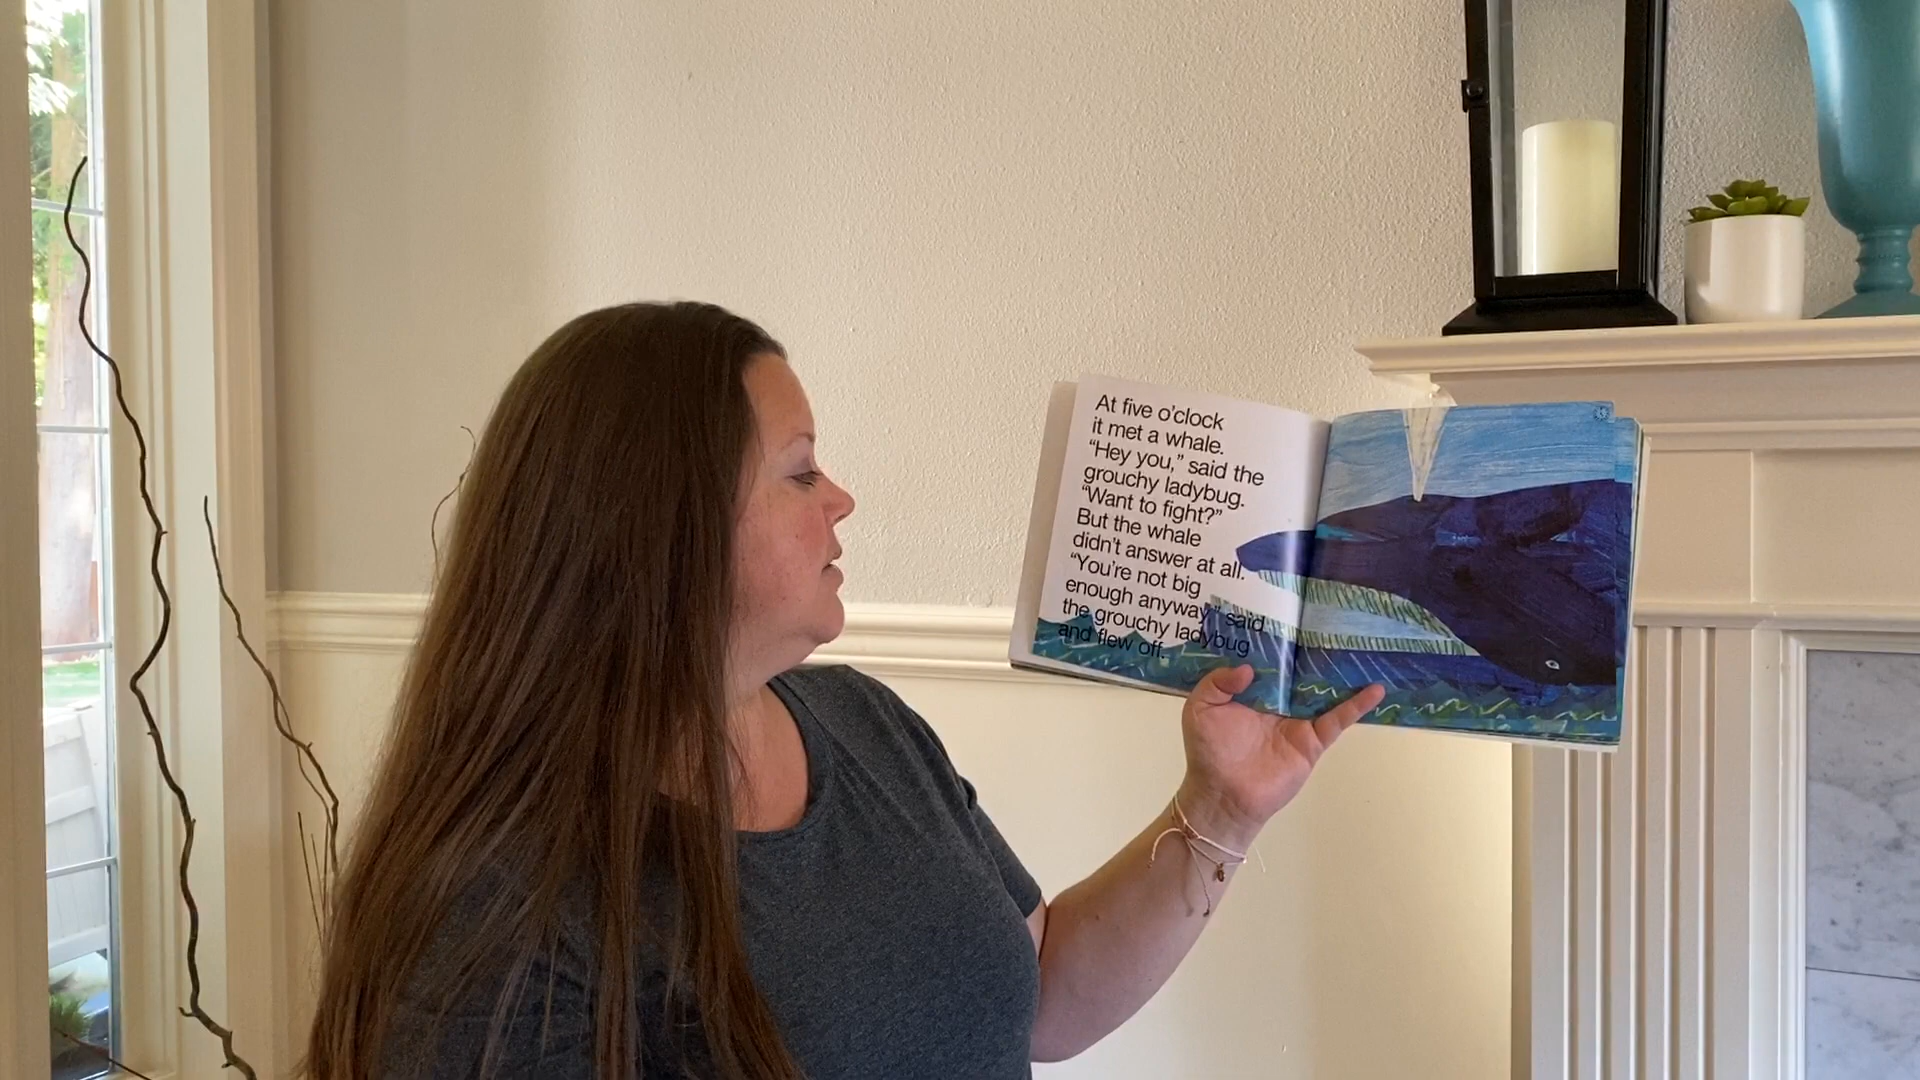 At five o'clock
it met a whale.
"Hey you," said the
grouchy ladybug.
"Want to fight?"
But the whale
didn't answer at all.
"You're not big
enough anyway," said
the grouchy ladybug
and flew off.